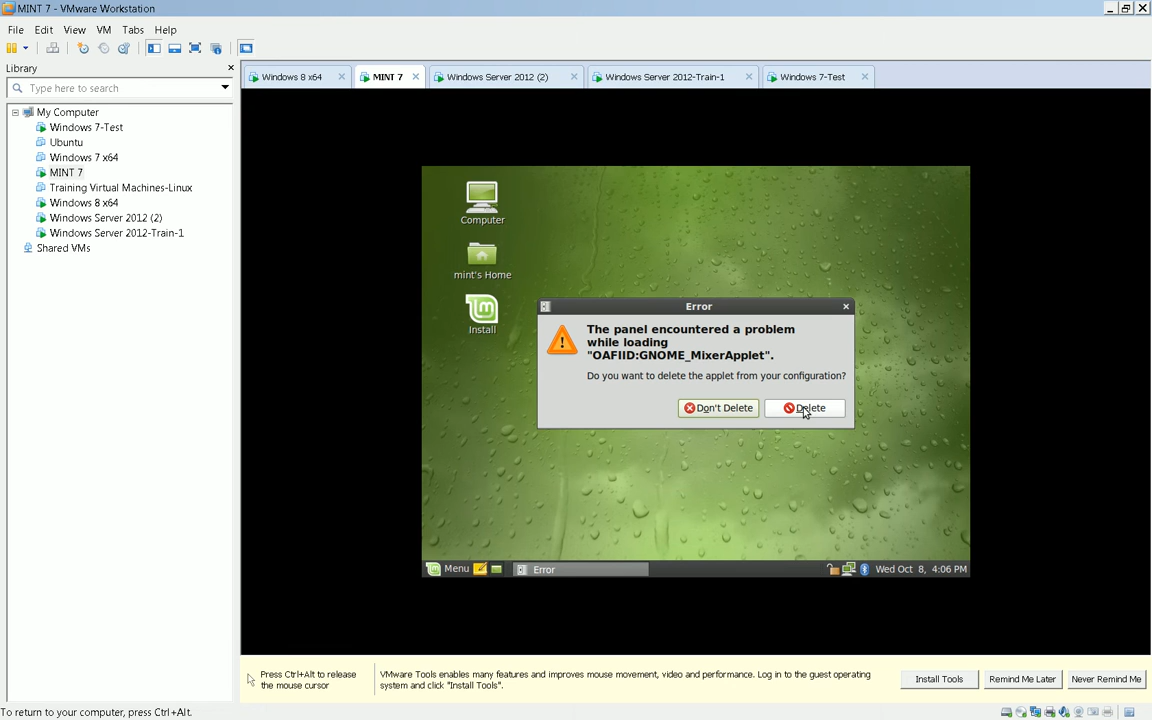 MINT 7 - VMware Workstation
File Edit View VM Tabs Help
Library
Type here to search
My Computer
Windows 7-Test
Ubuntu
Windows 7 x64
MINT 7
Training Virtual Machines-Linux
Windows 8 x64
Windows Server 2012 (2)
Windows Server 2012-Train-1
Shared VMs
Windows 8 x64 MINT 7 Windows Server 2012 (2) Windows Server 2012-Train-1 Windows 7-Test
Computer
mint's Home
Install
Error
The panel encountered a problem
while loading
"OAFIID:GNOME_MixerApplet".
Do you want to delete the applet from your configuration?
Don't Delete Delete
Menu Error Wed Oct 8, 4:06 PM
Press Ctrl+Alt to release
the mouse cursor
VMware Tools enables many features and improves mouse movement, video and performance. Log in to the guest operating
system and click "Install Tools".
Install Tools Remind Me Later Never Remind Me
To return to your computer, press Ctrl+Alt.